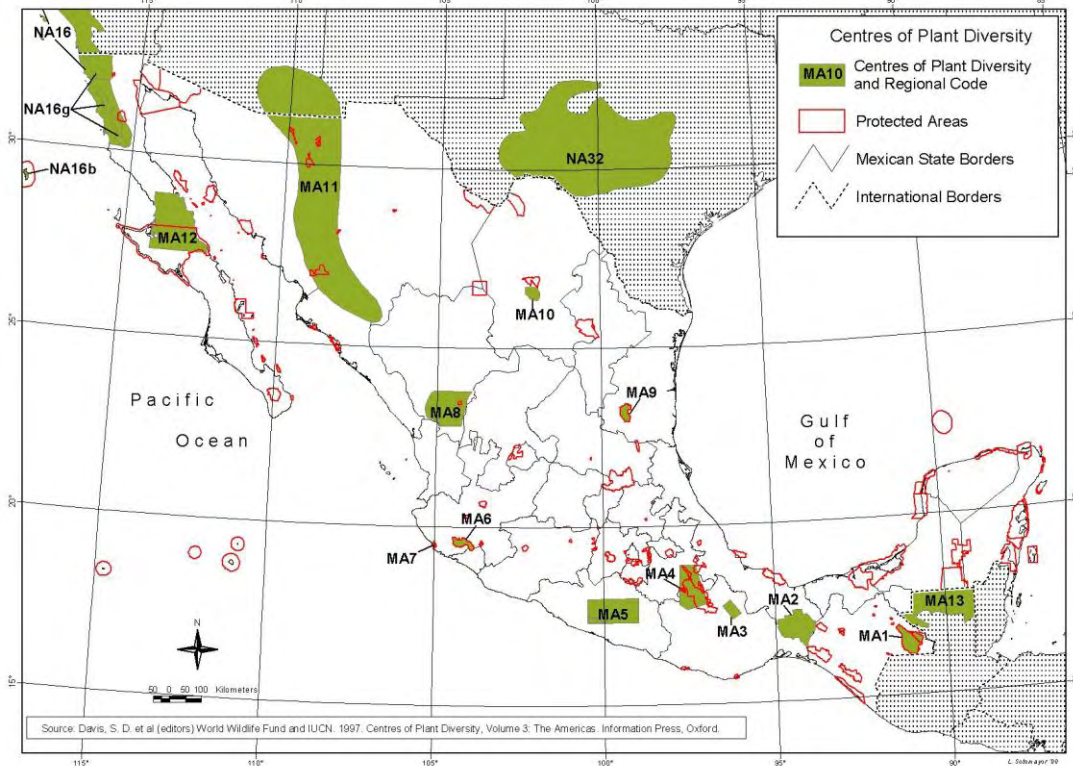 Centres of Plant Diversity
MA10
Centres of Plant Diversity
and Regional Code
Protected Areas
Mexican State Borders
International Borders
NA16
NA16g
NA16b
MA11
NA32
MA12
MA10
MA8
MA9
MA6
MA7
MA4
MA5
MA3
MA2
MA13
MA1
Pacific
Ocean
Gulf
of
Mexico
50 0 50 100 Kilometers
Source: Davis, S. D. et al (editors) World Wildlife Fund and IUCN. 1997. Centres of Plant Diversity, Volume 3: The Americas. Information Press, Oxford.
115°
110°
105°
100°
95°
90°
30°
25°
20°
15°